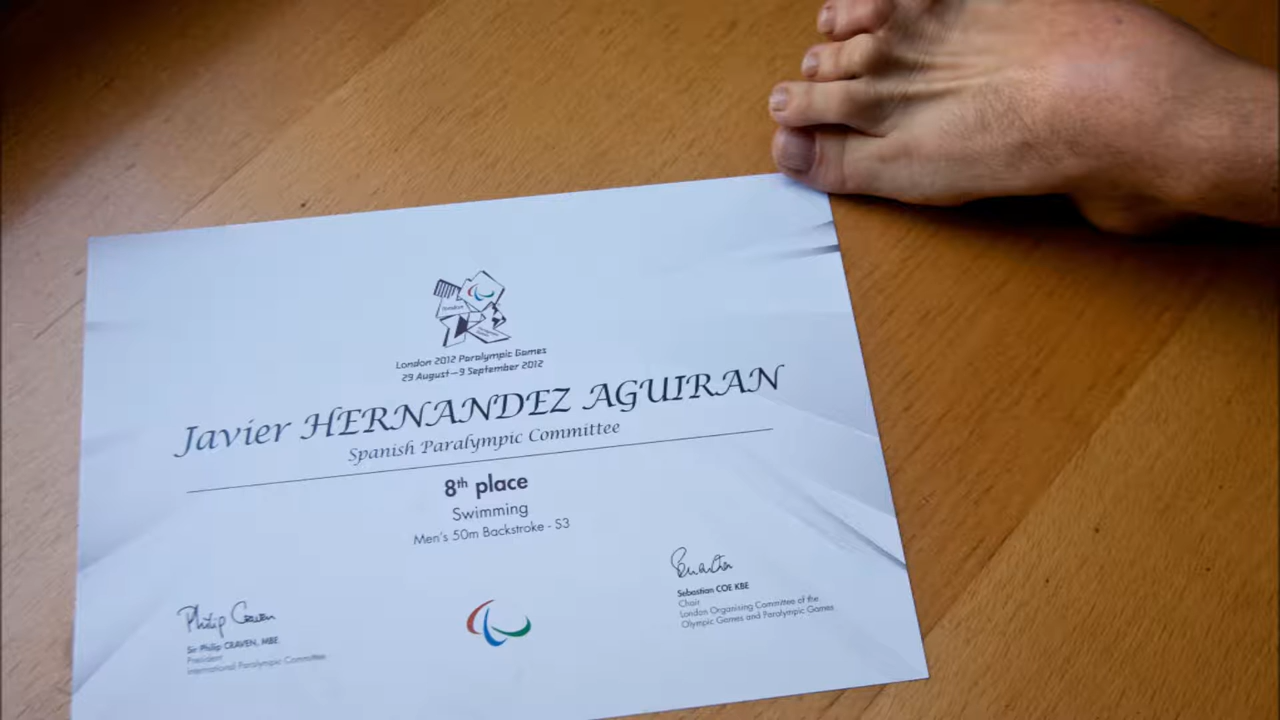 London 2012 Paralympic Games
29 August–9 September 2012
Javier HERNANDEZ AGUIRAN
Spanish Paralympic Committee
8th place
Swimming
Men's 50m Backstroke - S3
Philip Craven
Sir Philip CRAVEN, MBE
President
International Paralympic Committee
Sebastian COE KBE
Chair
London Organising Committee of the
Olympic Games and Paralympic Games